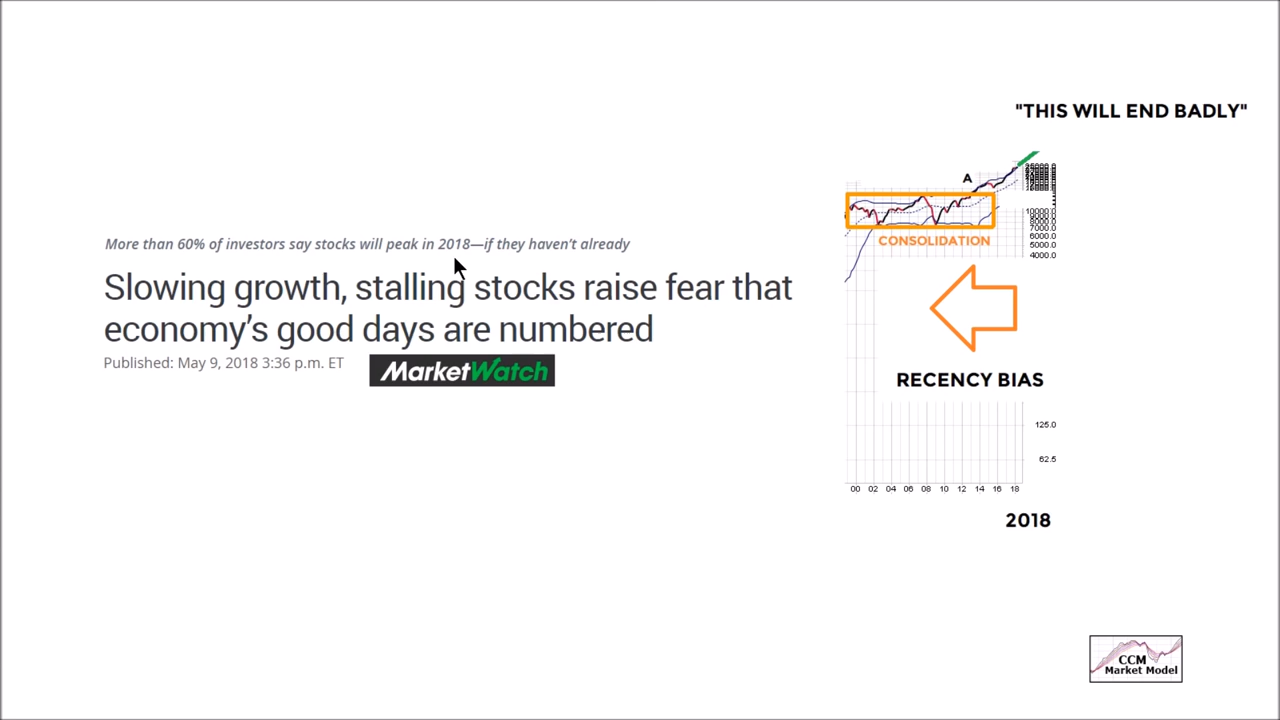 "THIS WILL END BADLY"
A
10000.0
9000.0
8000.0
7000.0
6000.0
5000.0
4000.0
CONSOLIDATION
More than 60% of investors say stocks will peak in 2018—if they haven't already
Slowing growth, stalling stocks raise fear that
economy's good days are numbered
Published: May 9, 2018 3:36 p.m. ET
MarketWatch
RECENCY BIAS
125.0
62.5
00 02 04 06 08 10 12 14 16 18
2018
CCM
Market Model